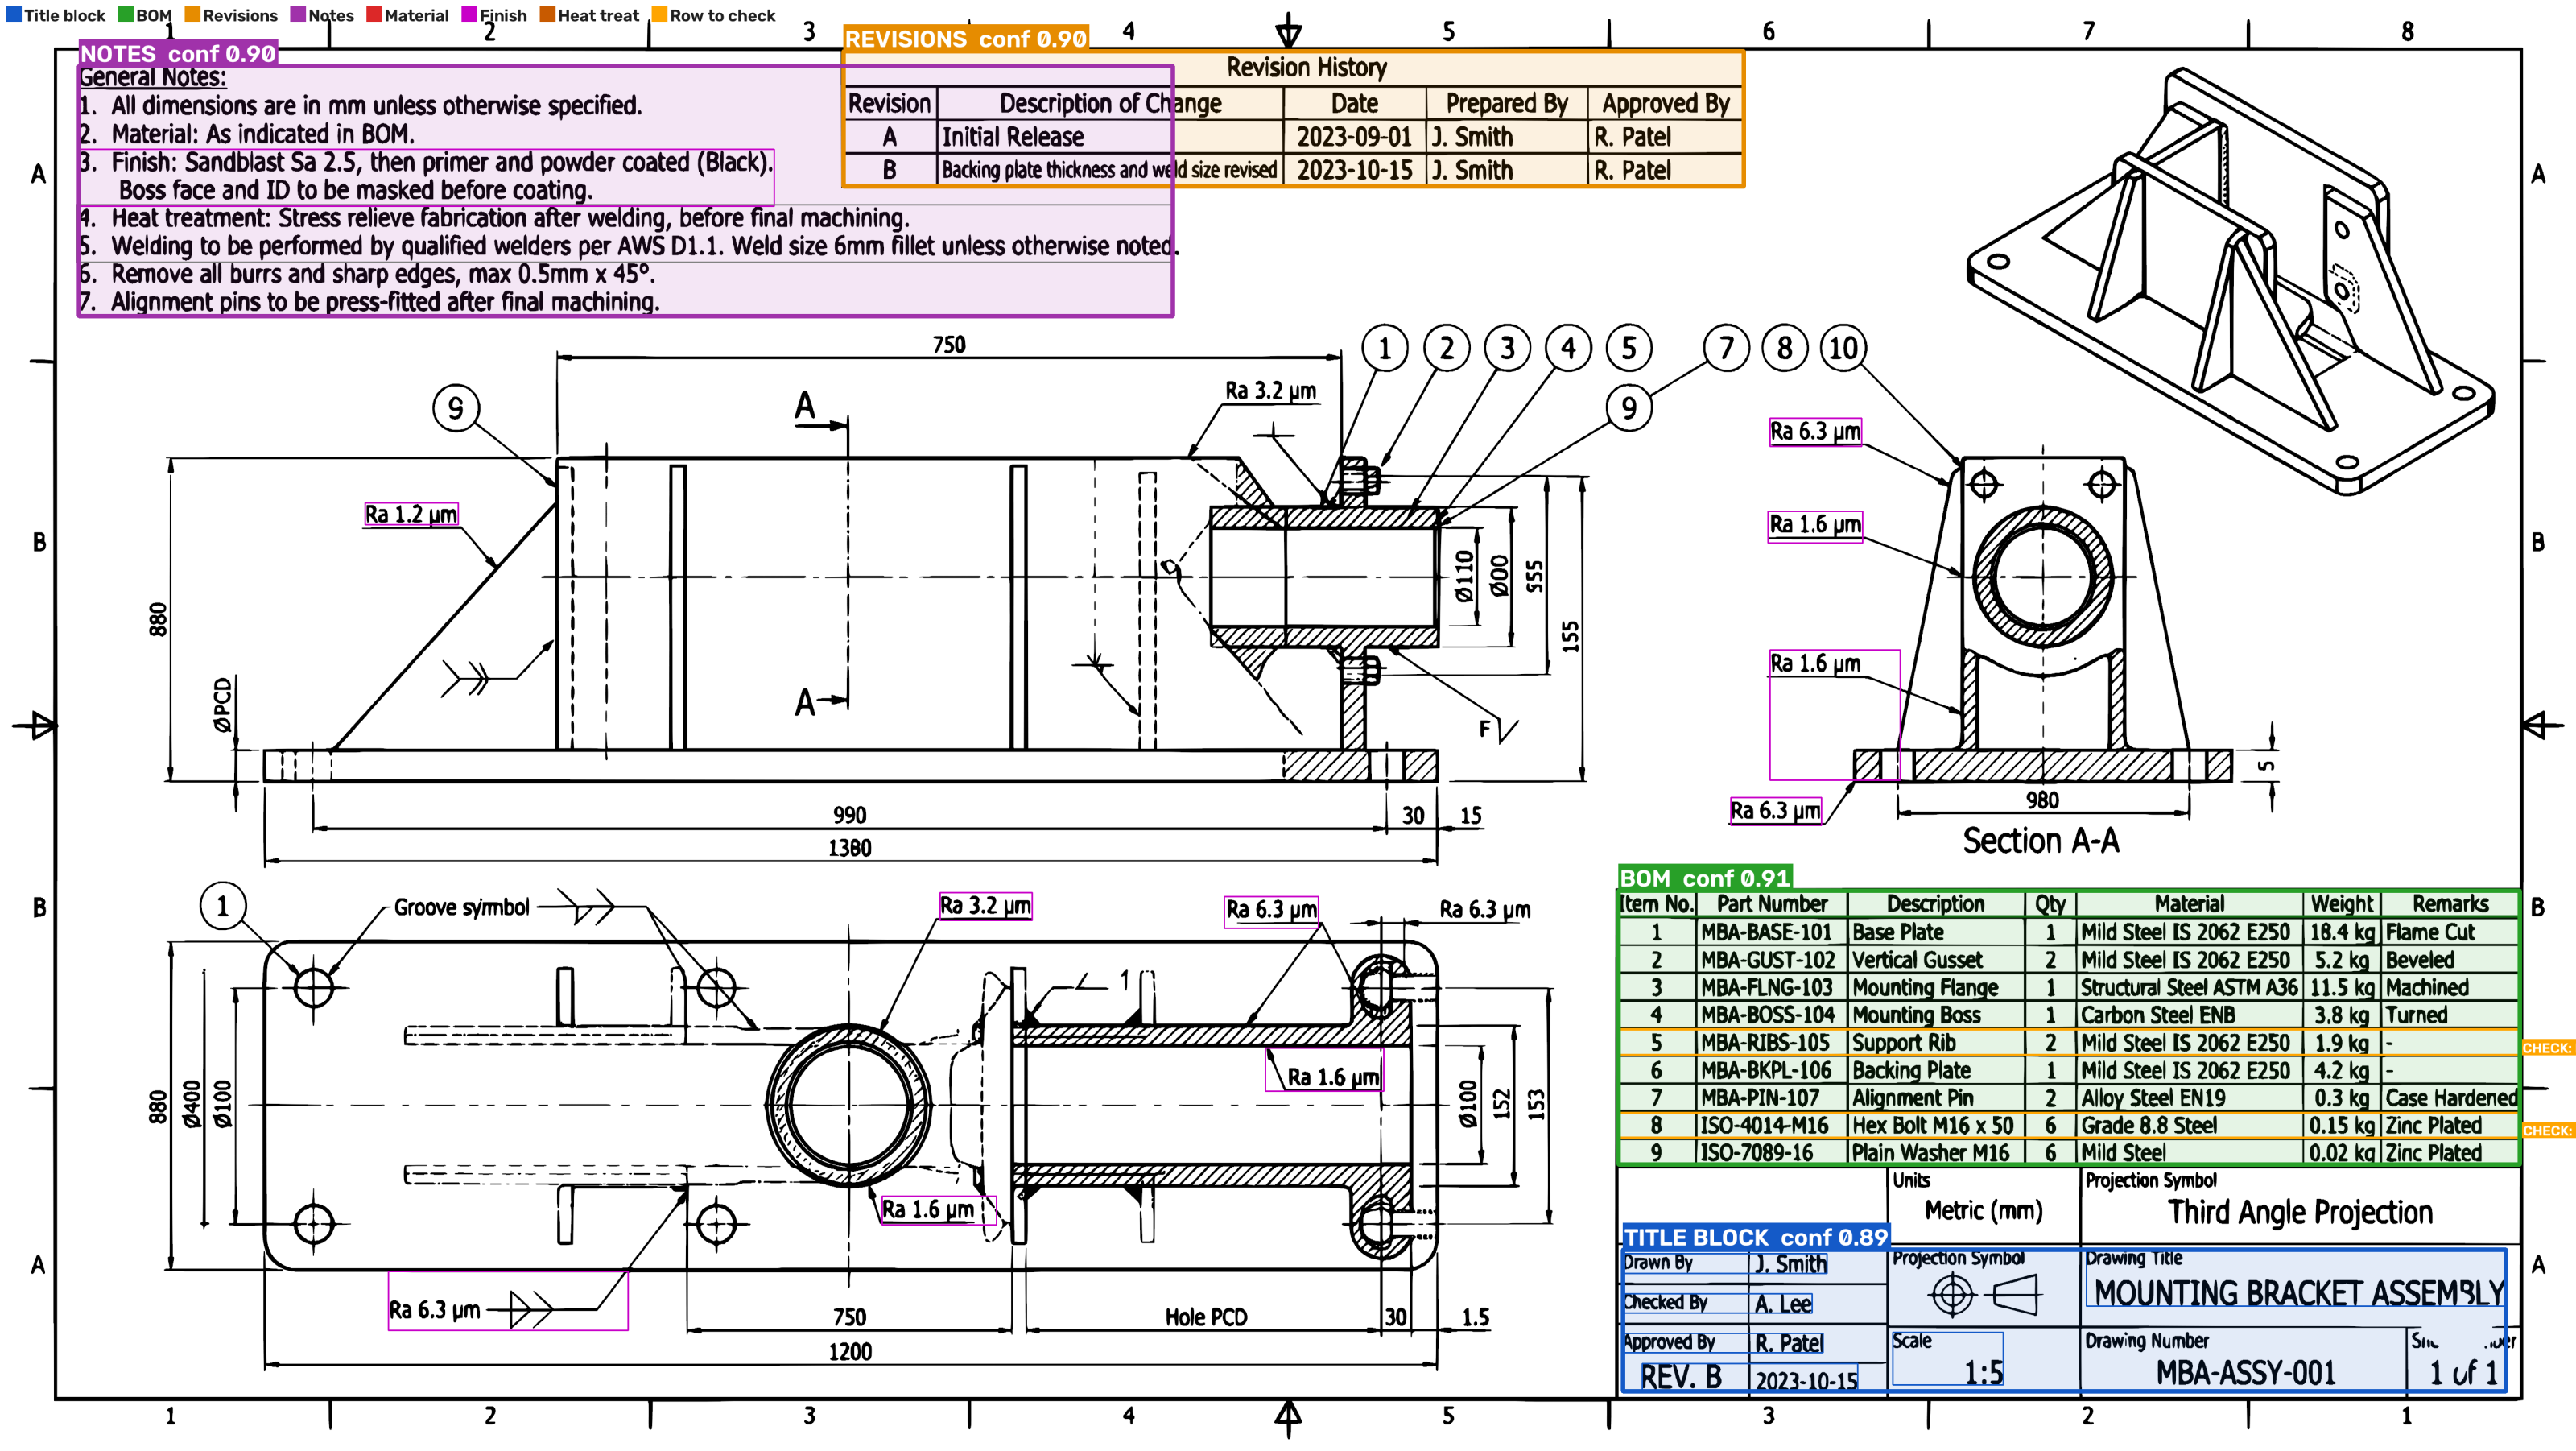 Title block BOM Revisions Notes Material Finish Heat treat Row to check
1 2 3 4 5 6 7 8
NOTES conf 0.90
General Notes:
1. All dimensions are in mm unless otherwise specified.
2. Material: As indicated in BOM.
3. Finish: Sandblast Sa 2.5, then primer and powder coated (Black).
Boss face and ID to be masked before coating.
4. Heat treatment: Stress relieve fabrication after welding, before final machining.
5. Welding to be performed by qualified welders per AWS D1.1. Weld size 6mm fillet unless otherwise noted.
6. Remove all burrs and sharp edges, max 0.5mm x 45°.
7. Alignment pins to be press-fitted after final machining.
REVISIONS conf 0.90
Revision History
Revision Description of Change Date Prepared By Approved By
A Initial Release 2023-09-01 J. Smith R. Patel
B Backing plate thickness and weld size revised 2023-10-15 J. Smith R. Patel
A A
750
1 2 3 4 5 7 8 10
9 9
A
Ra 3.2 µm
Ra 1.2 µm
B B
880
ØPCD
A
F
Ø110 Ø00 555 155
990 30 15
1380
Ra 6.3 µm
Ra 1.6 µm
Ra 1.6 µm
Ra 6.3 µm
5
980
Section A-A
B B
1
Groove syımbol
Ra 3.2 µm
Ra 6.3 µm
Ra 6.3 µm
1
Ra 1.6 µm
Ra 1.6 µm
880 Ø400 Ø100
Ø100 152 153
Ra 6.3 µm
750 Hole PCD 30 1.5
1200
A A
BOM conf 0.91
Item No. Part Number Description Qty Material Weight Remarks
1 MBA-BASE-101 Base Plate 1 Mild Steel IS 2062 E250 18.4 kg Flame Cut
2 MBA-GUST-102 Vertical Gusset 2 Mild Steel IS 2062 E250 5.2 kg Beveled
3 MBA-FLNG-103 Mounting Flange 1 Structural Steel ASTM A36 11.5 kg Machined
4 MBA-BOSS-104 Mounting Boss 1 Carbon Steel ENB 3.8 kg Turned
5 MBA-RIBS-105 Support Rib 2 Mild Steel IS 2062 E250 1.9 kg -
CHECK:
6 MBA-BKPL-106 Backing Plate 1 Mild Steel IS 2062 E250 4.2 kg -
7 MBA-PIN-107 Alignment Pin 2 Alloy Steel EN19 0.3 kg Case Hardened
8 ISO-4014-M16 Hex Bolt M16 x 50 6 Grade 8.8 Steel 0.15 kg Zinc Plated
CHECK:
9 ISO-7089-16 Plain Washer M16 6 Mild Steel 0.02 kg Zinc Plated
Units
Metric (mm)
Projection Symbol
Third Angle Projection
TITLE BLOCK conf 0.89
Drawn By J. Smith
Checked By A. Lee
Approved By R. Patel
REV. B 2023-10-15
Projection Symbol
Scale
1:5
Drawing Title
MOUNTING BRACKET ASSEMBLY
Drawing Number
MBA-ASSY-001
1 of 1
1 2 3 4 5 3 2 1